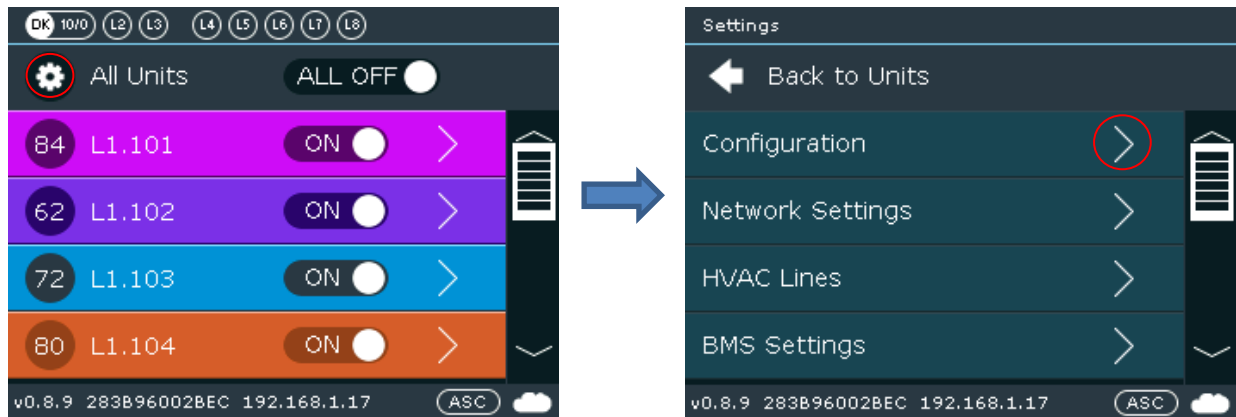 DK 10/0 L2 L3 L4 L5 L6 L7 L8
All Units ALL OFF
84 L1.101 ON
62 L1.102 ON
72 L1.103 ON
80 L1.104 ON
v0.8.9 283B96002BEC 192.168.1.17 ASC
Settings
Back to Units
Configuration
Network Settings
HVAC Lines
BMS Settings
v0.8.9 283B96002BEC 192.168.1.17 ASC